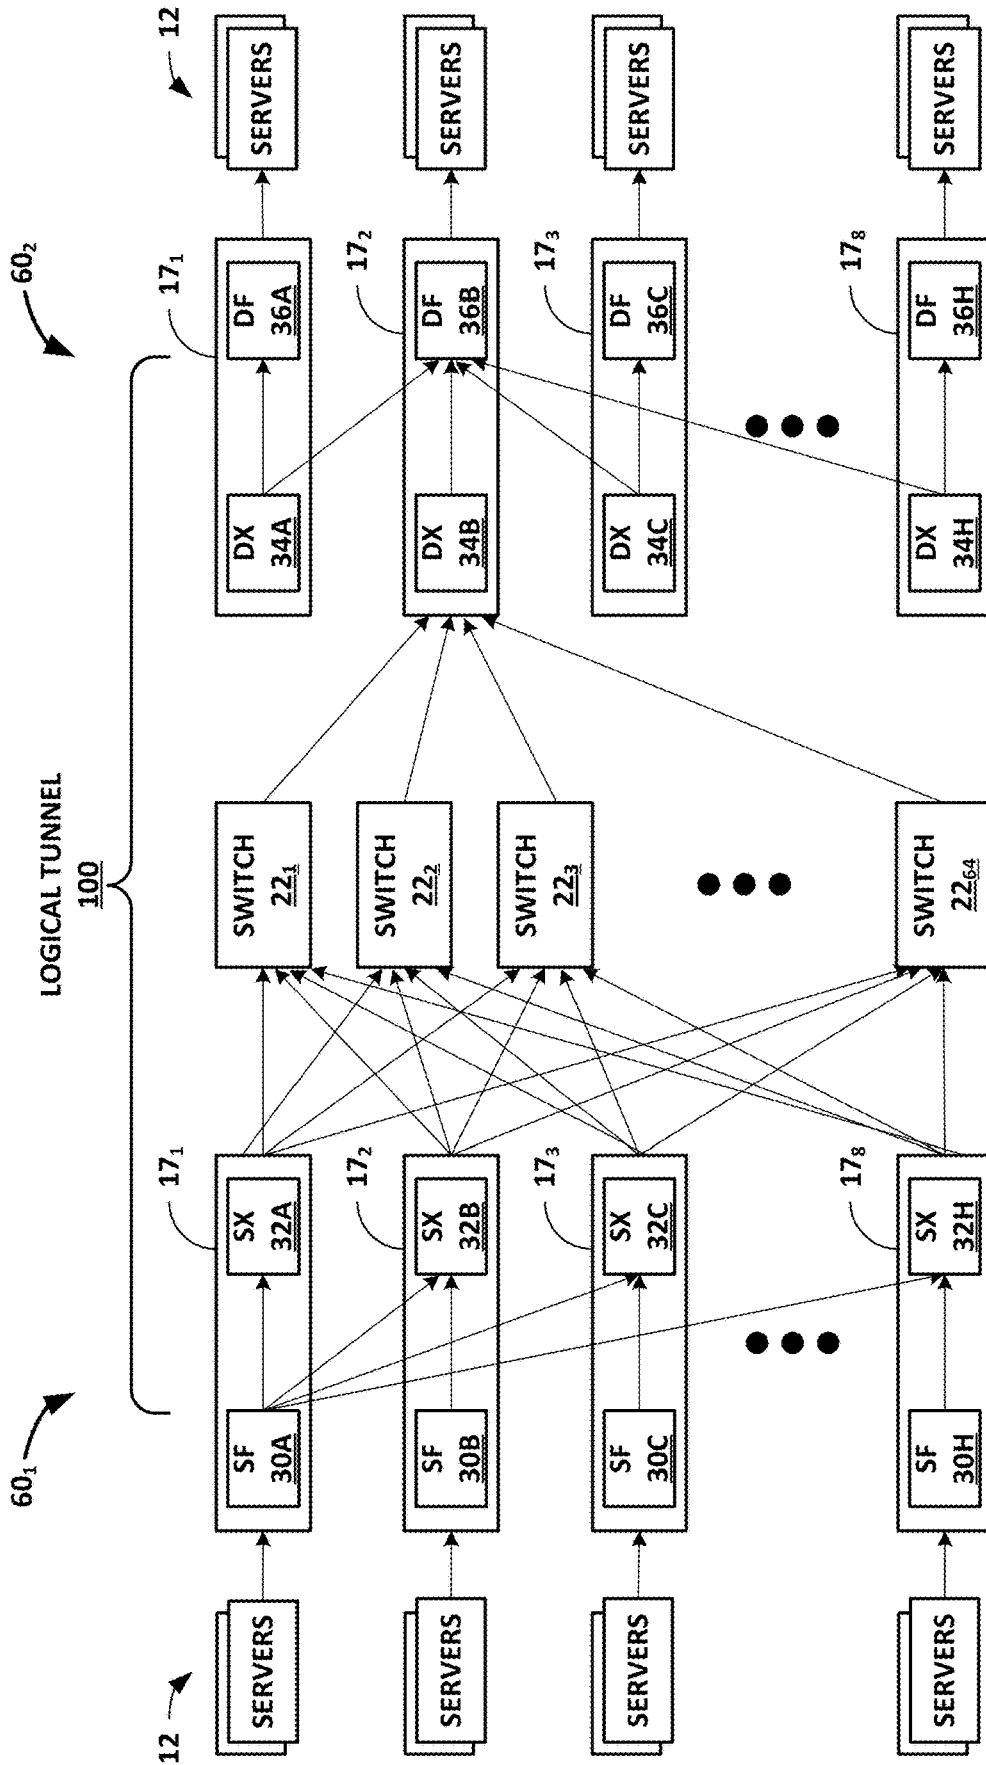 60₁
LOGICAL TUNNEL
100
60₂
12
17₁
17₁
12
SERVERS
SF
30A
SX
32A
SWITCH
22₁
DX
34A
DF
36A
SERVERS
17₂
17₂
SERVERS
SF
30B
SX
32B
SWITCH
22₂
DX
34B
DF
36B
SERVERS
17₃
17₃
SERVERS
SF
30C
SX
32C
SWITCH
22₃
DX
34C
DF
36C
SERVERS
17₈
17₈
SERVERS
SF
30H
SX
32H
SWITCH
22₆₄
DX
34H
DF
36H
SERVERS